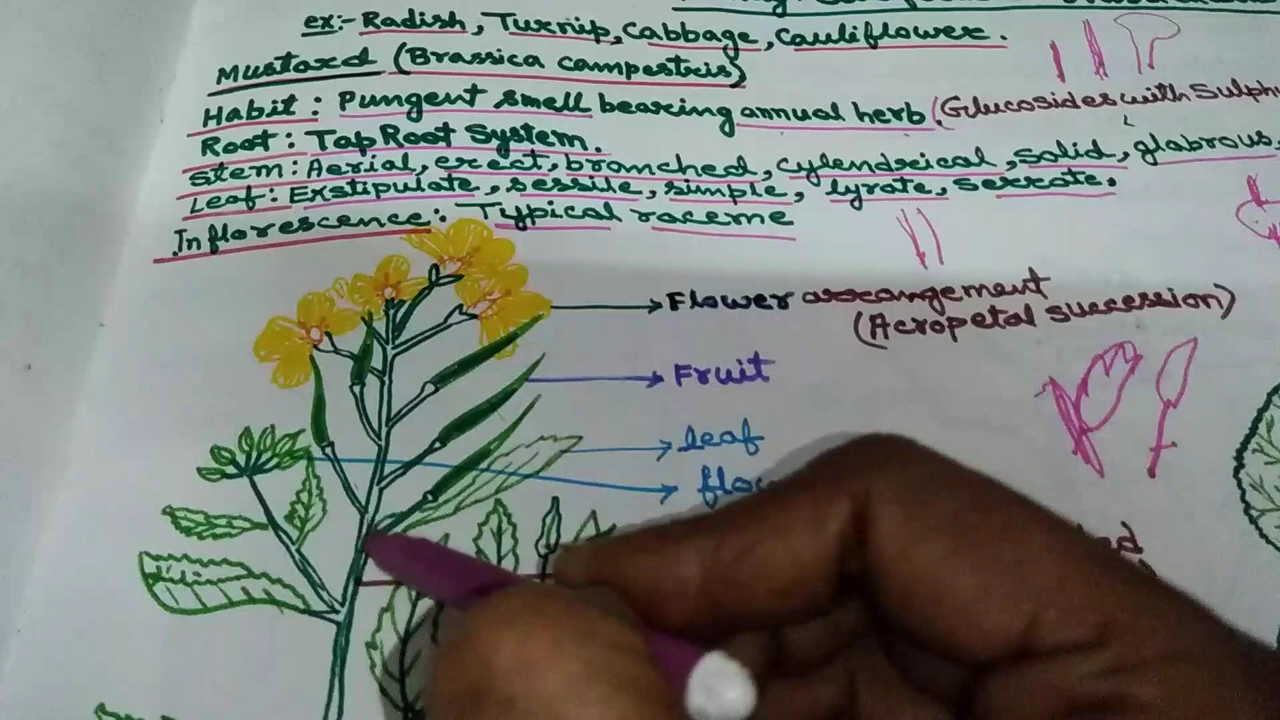 ex:- Radish, Turnip, Cabbage, Cauliflower.
Mustard (Brassica campestris)
Habit: Pungent smell bearing annual herb (Glucosides with Sulph
Root: Tap Root System.
Stem: Aerial, erect, bromched, cylendrical, solid, glabrous,
Leaf: Exstipulate, sessile, simple, lyrate, serrate.
Inflorescence: Typical raceme
Flower arrangement
(Acropetal succession)
Fruit
leaf